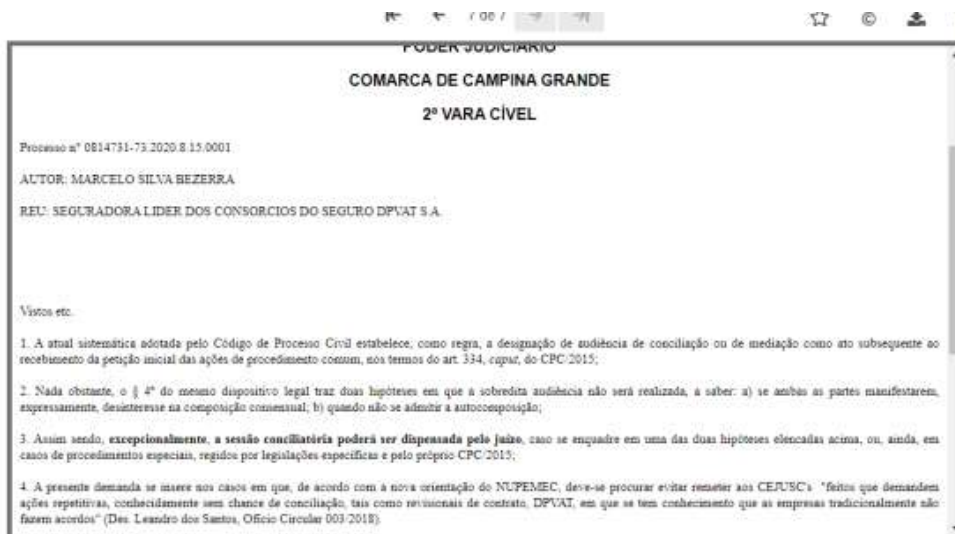 7 de 7
PODER JUDICIÁRIO
COMARCA DE CAMPINA GRANDE
2ª VARA CÍVEL
Processo nº 0814731-73.2020.8.15.0001
AUTOR: MARCELO SILVA BEZERRA
REU: SEGURADORA LIDER DOS CONSORCIOS DO SEGURO DPVAT S.A.
Vistos etc.
1. A atual sistemática adotada pelo Código de Processo Civil estabelece, como regra, a designação de audiência de conciliação ou de mediação como ato subsequente ao
recebimento da petição inicial das ações de procedimento comum, nos termos do art. 334, caput, do CPC/2015;
2. Nada obstante, o § 4º do mesmo dispositivo legal traz duas hipóteses em que a sobredita audiência não será realizada, a saber: a) se ambas as partes manifestarem,
expressamente, desinteresse na composição consensual; b) quando não se admitir a autocomposição;
3. Assim sendo, excepcionalmente, a sessão conciliatória poderá ser dispensada pelo juízo, caso se enquadre em uma das duas hipóteses elencadas acima, ou, ainda, em
casos de procedimentos especiais, regidos por legislações específicas e pelo próprio CPC/2015;
4. A presente demanda se insere nos casos em que, de acordo com a nova orientação do NUPEMEC, deve-se procurar evitar remeter aos CEJUSC's "feitos que demandem
ações repetitivas, conhecidamente sem chance de conciliação, tais como revisionais de contrato, DPVAT, em que se tem conhecimento que as empresas tradicionalmente não
fazem acordos" (Des. Leandro dos Santos, Ofício Circular 003/2018).